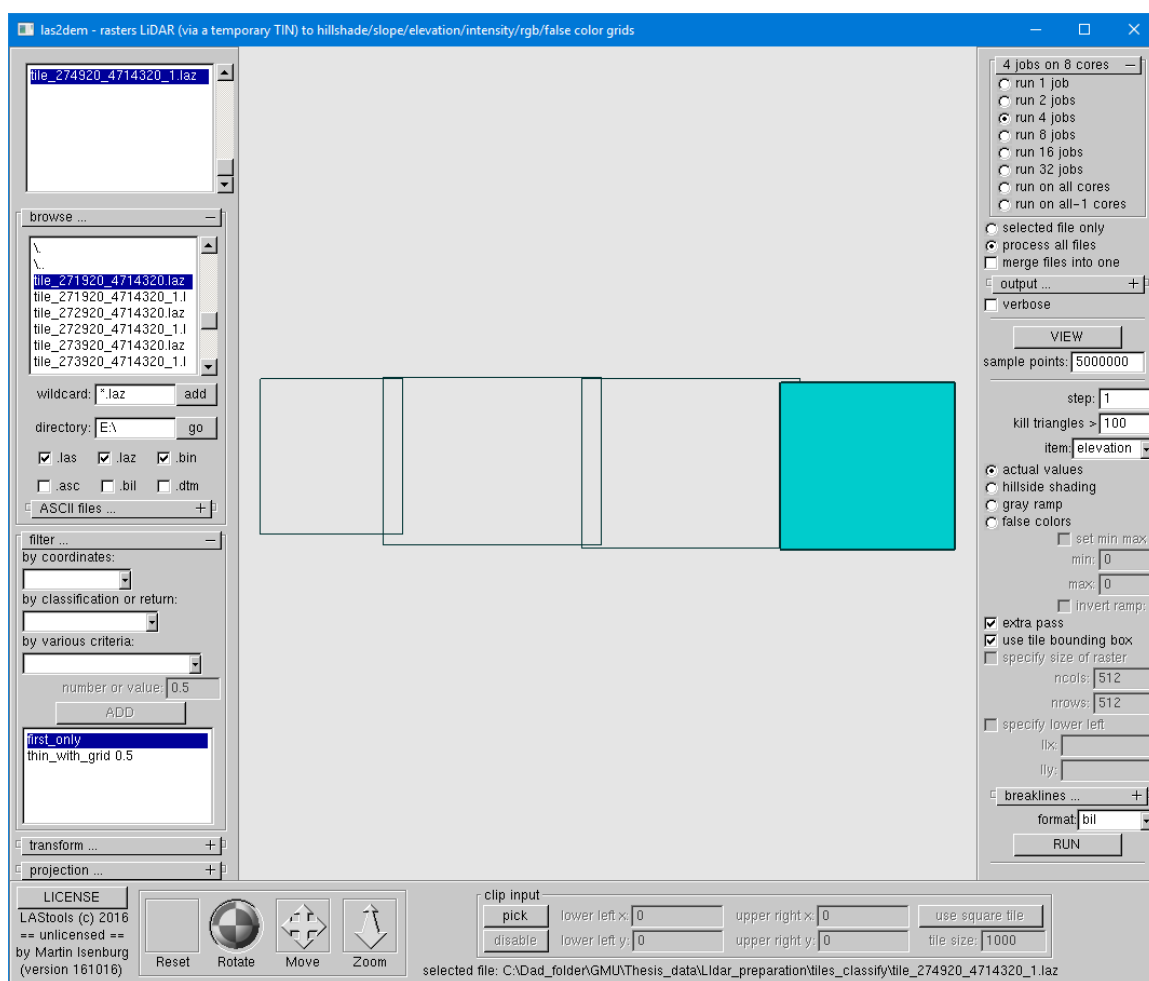 las2dem - rasters LiDAR (via a temporary TIN) to hillshade/slope/elevation/intensity/rgb/false color grids
tile_274920_4714320_1.laz
browse ...
\.
\..
tile_271920_4714320.laz
tile_271920_4714320_1.l
tile_272920_4714320.laz
tile_272920_4714320_1.l
tile_273920_4714320.laz
tile_273920_4714320_1.l
wildcard: *.laz add
directory: E:\ go
.las .laz .bin
.asc .bil .dtm
ASCII files ...
filter ...
by coordinates:
by classification or return:
by various criteria:
number or value: 0.5
ADD
first_only
thin_with_grid 0.5
transform ...
projection ...
4 jobs on 8 cores
run 1 job
run 2 jobs
run 4 jobs
run 8 jobs
run 16 jobs
run 32 jobs
run on all cores
run on all-1 cores
selected file only
process all files
merge files into one
output ...
verbose
VIEW
sample points: 5000000
step: 1
kill triangles > 100
item: elevation
actual values
hillside shading
gray ramp
false colors
set min max
min: 0
max: 0
invert ramp:
extra pass
use tile bounding box
specify size of raster
ncols: 512
nrows: 512
specify lower left
llx:
lly:
breaklines ...
format: bil
RUN
LICENSE
LAStools (c) 2016
== unlicensed ==
by Martin Isenburg
(version 161016)
Reset Rotate Move Zoom
clip input
pick lower left x: 0 upper right x: 0 use square tile
disable lower left y: 0 upper right y: 0 tile size: 1000
selected file: C:\Dad_folder\GMU\Thesis_data\LIdar_preparation\tiles_classify\tile_274920_4714320_1.laz